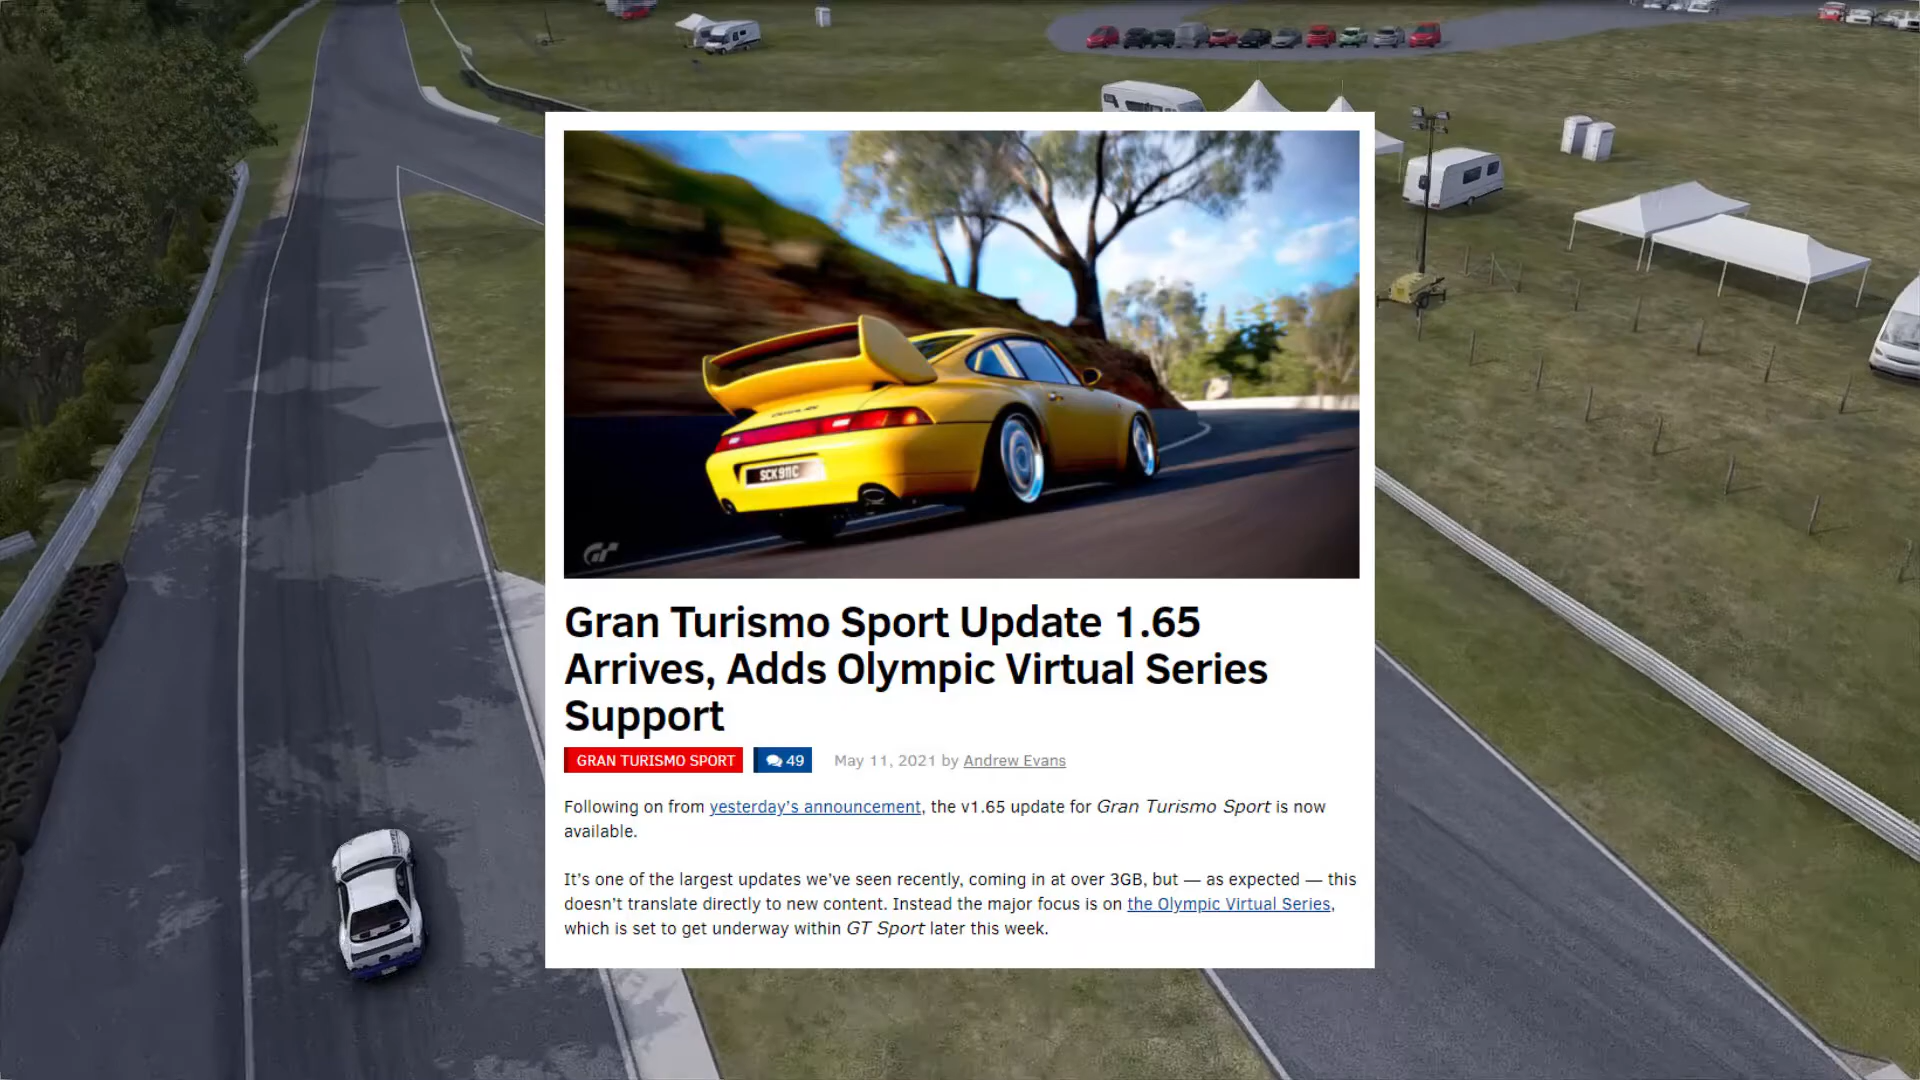 SCK 911C
GT
Gran Turismo Sport Update 1.65
Arrives, Adds Olympic Virtual Series
Support
GRAN TURISMO SPORT 49 May 11, 2021 by Andrew Evans
Following on from yesterday’s announcement, the v1.65 update for Gran Turismo Sport is now
available.
It’s one of the largest updates we’ve seen recently, coming in at over 3GB, but — as expected — this
doesn’t translate directly to new content. Instead the major focus is on the Olympic Virtual Series,
which is set to get underway within GT Sport later this week.